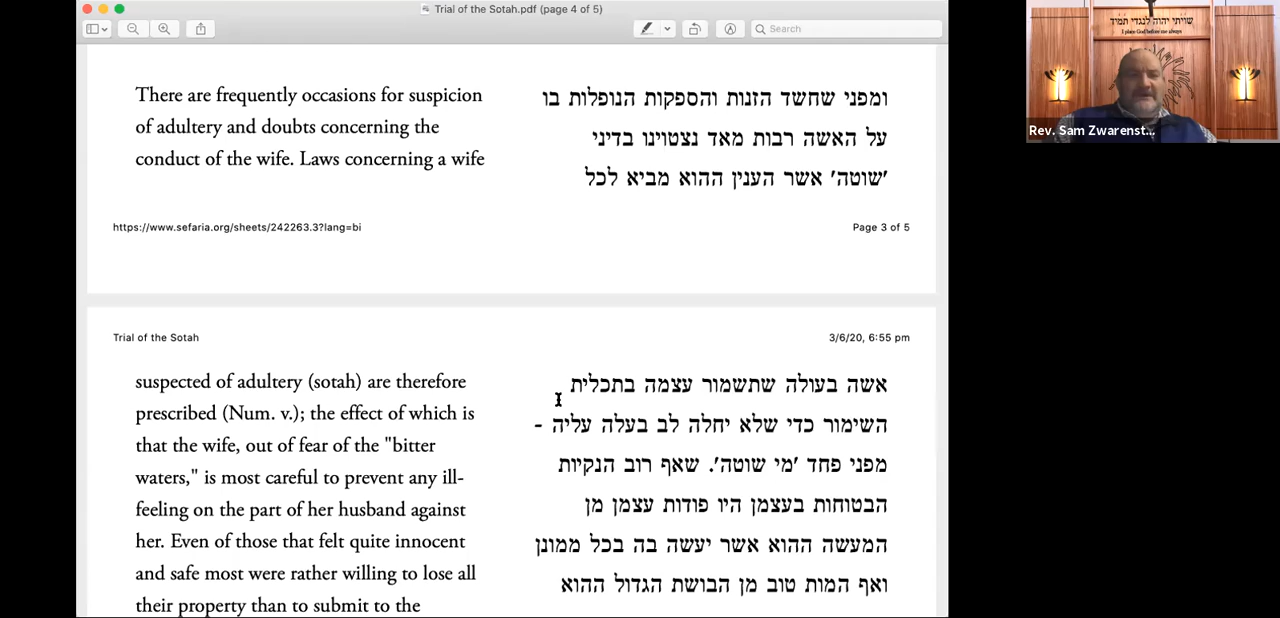 Trial of the Sotah.pdf (page 4 of 5)
Search
There are frequently occasions for suspicion
of adultery and doubts concerning the
conduct of the wife. Laws concerning a wife
ומפני שחשד הזנות והספקות הנופלות בו
על האשה רבות מאד נצטוינו בדיני
'שוטה' אשר הענין ההוא מביא לכל
https://www.sefaria.org/sheets/242263.3?lang=bi
Page 3 of 5
Trial of the Sotah
3/6/20, 6:55 pm
suspected of adultery (sotah) are therefore
prescribed (Num. v.); the effect of which is
that the wife, out of fear of the "bitter
waters," is most careful to prevent any ill-
feeling on the part of her husband against
her. Even of those that felt quite innocent
and safe most were rather willing to lose all
their property than to submit to the
אשה בעולה שתשמור עצמה בתכלית
השימור כדי שלא יחלה לב בעלה עליה -
מפני פחד 'מי שוטה'. שאף רוב הנקיות
הבטוחות בעצמן היו פודות עצמן מן
המעשה ההוא אשר יעשה בה בכל ממונן
ואף המות טוב מן הבושת הגדול ההוא
שויתי יהוה לנגדי תמיד
I place God before me always
Rev. Sam Zwarenst...